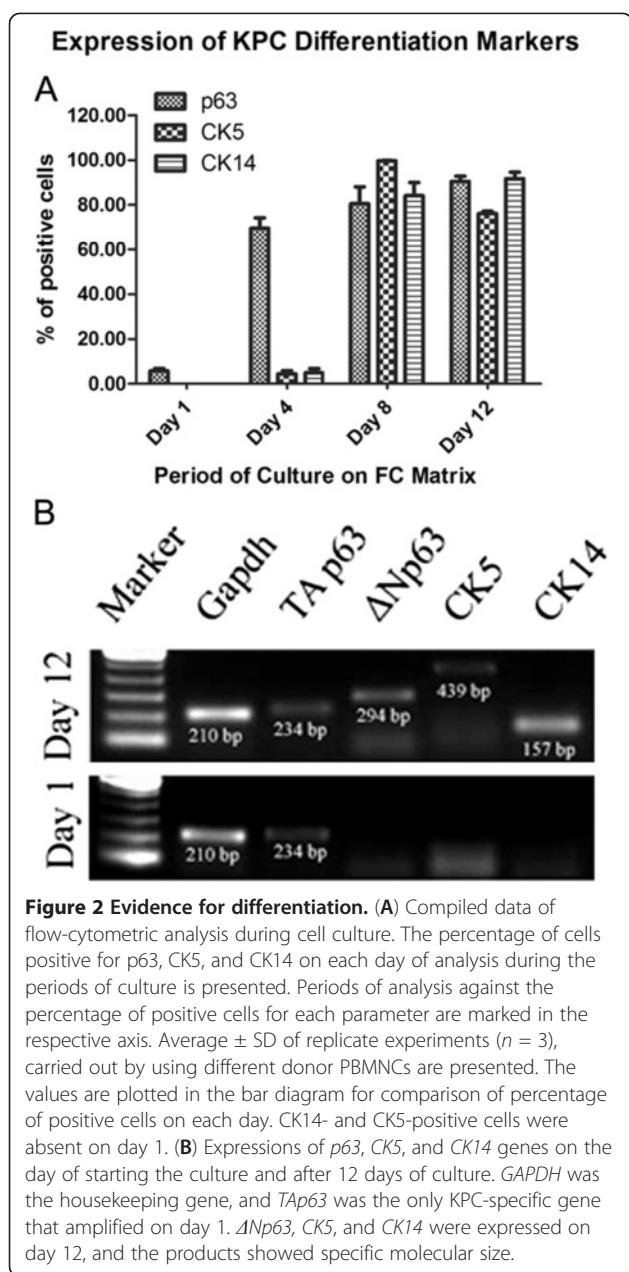 Expression of KPC Differentiation Markers
A
p63
CK5
CK14
120.00
100.00
80.00
60.00
40.00
20.00
0.00
% of positive cells
Day 1
Day 4
Day 8
Day 12
Period of Culture on FC Matrix
B
Marker
Gapdh
TA p63
ΔNp63
CK5
CK14
Day 12
210 bp
234 bp
294 bp
439 bp
157 bp
Day 1
210 bp
234 bp
Figure 2 Evidence for differentiation. (A) Compiled data of
flow-cytometric analysis during cell culture. The percentage of cells
positive for p63, CK5, and CK14 on each day of analysis during the
periods of culture is presented. Periods of analysis against the
percentage of positive cells for each parameter are marked in the
respective axis. Average ± SD of replicate experiments (n = 3),
carried out by using different donor PBMNCs are presented. The
values are plotted in the bar diagram for comparison of percentage
of positive cells on each day. CK14- and CK5-positive cells were
absent on day 1. (B) Expressions of p63, CK5, and CK14 genes on the
day of starting the culture and after 12 days of culture. GAPDH was
the housekeeping gene, and TAp63 was the only KPC-specific gene
that amplified on day 1. ΔNp63, CK5, and CK14 were expressed on
day 12, and the products showed specific molecular size.